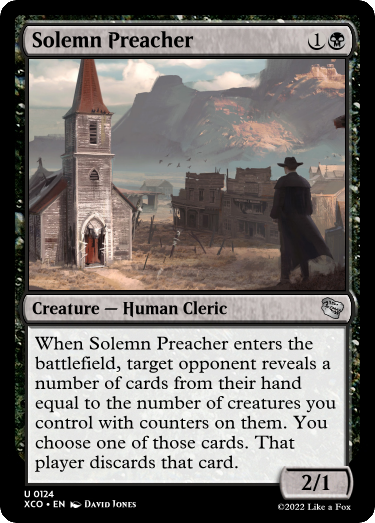 Solemn Preacher 1
Creature — Human Cleric
When Solemn Preacher enters the
battlefield, target opponent reveals a
number of cards from their hand
equal to the number of creatures you
control with counters on them. You
choose one of those cards. That
player discards that card.
2/1
U 0124
XCO • EN DAVID JONES
©2022 Like a Fox